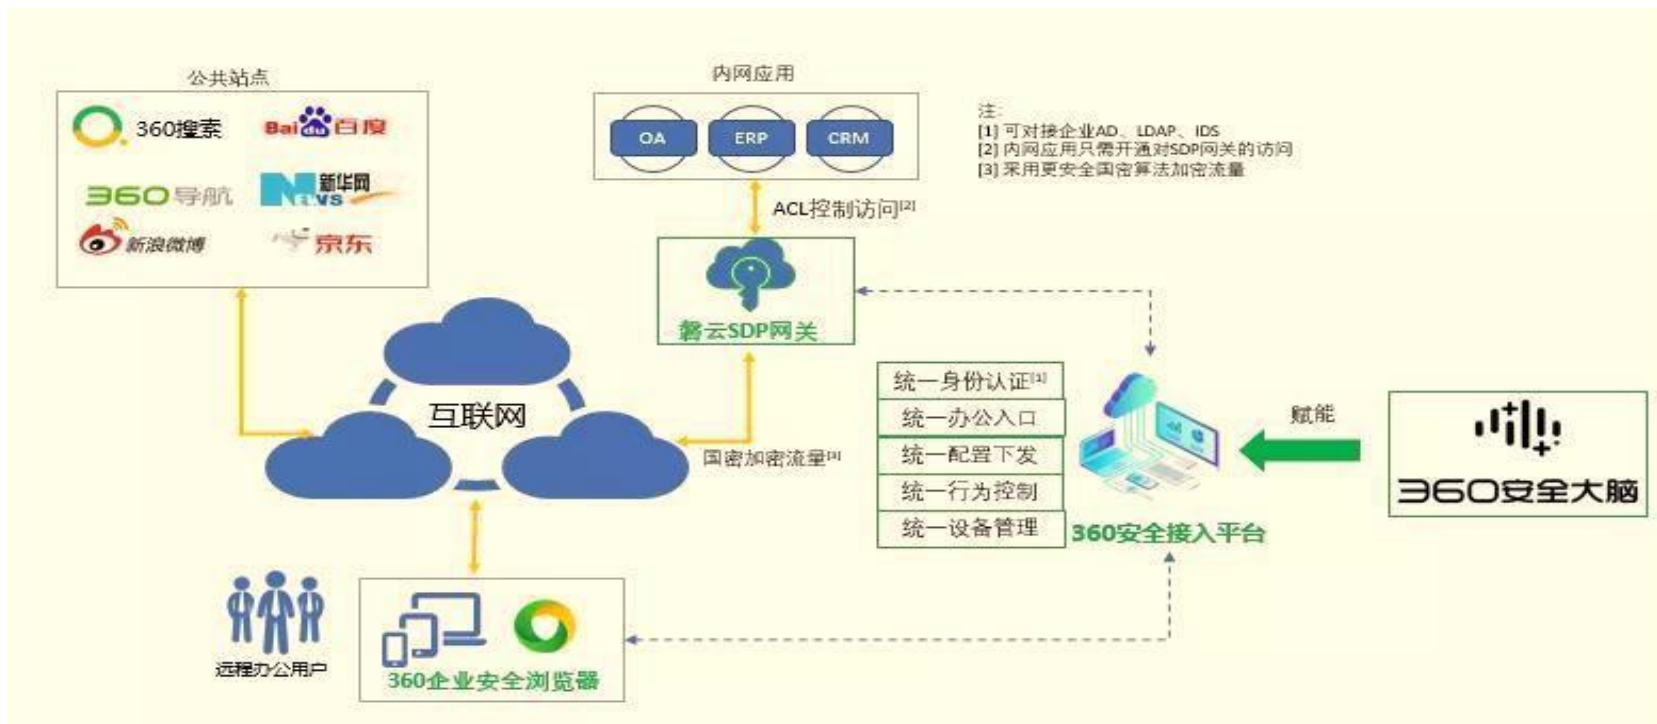 公共站点
360搜索
Bai du 百度
360导航
NEWS 新华网
新浪微博
京东
内网应用
OA
ERP
CRM
注:
[1] 可对接企业AD、LDAP、IDS
[2] 内网应用只需开通对SDP网关的访问
[3] 采用更安全国密算法加密流量
ACL控制访问[2]
磐云SDP网关
互联网
国密加密流量[3]
统一身份认证[1]
统一办公入口
统一配置下发
统一行为控制
统一设备管理
360安全接入平台
赋能
360安全大脑
远程办公用户
360企业安全浏览器